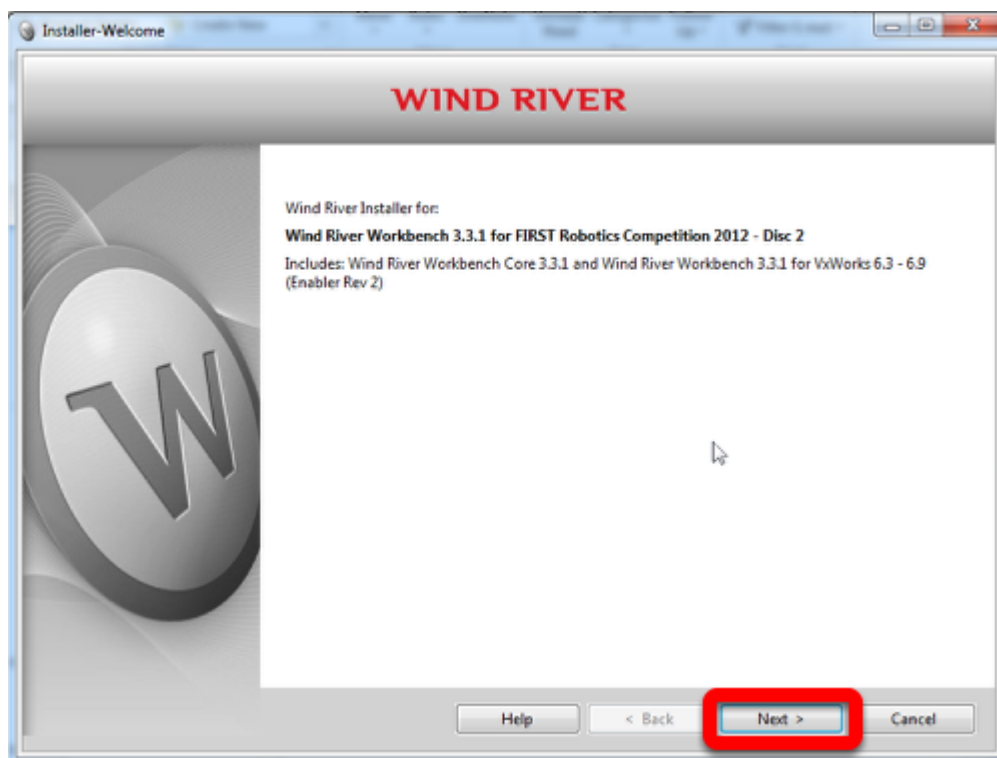 Installer-Welcome
WIND RIVER
Wind River Installer for:
Wind River Workbench 3.3.1 for FIRST Robotics Competition 2012 - Disc 2
Includes: Wind River Workbench Core 3.3.1 and Wind River Workbench 3.3.1 for VxWorks 6.3 - 6.9
(Enabler Rev 2)
W
Help
< Back
Next >
Cancel